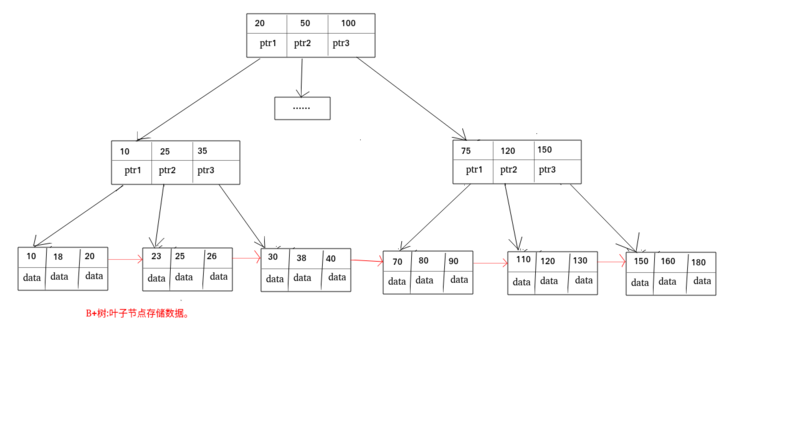 20 50 100
ptr1 ptr2 ptr3
......
10 25 35
ptr1 ptr2 ptr3
75 120 150
ptr1 ptr2 ptr3
10 18 20
data data data
23 25 26
data data data
30 38 40
data data data
70 80 90
data data data
110 120 130
data data data
150 160 180
data data data
B+树:叶子节点存储数据。